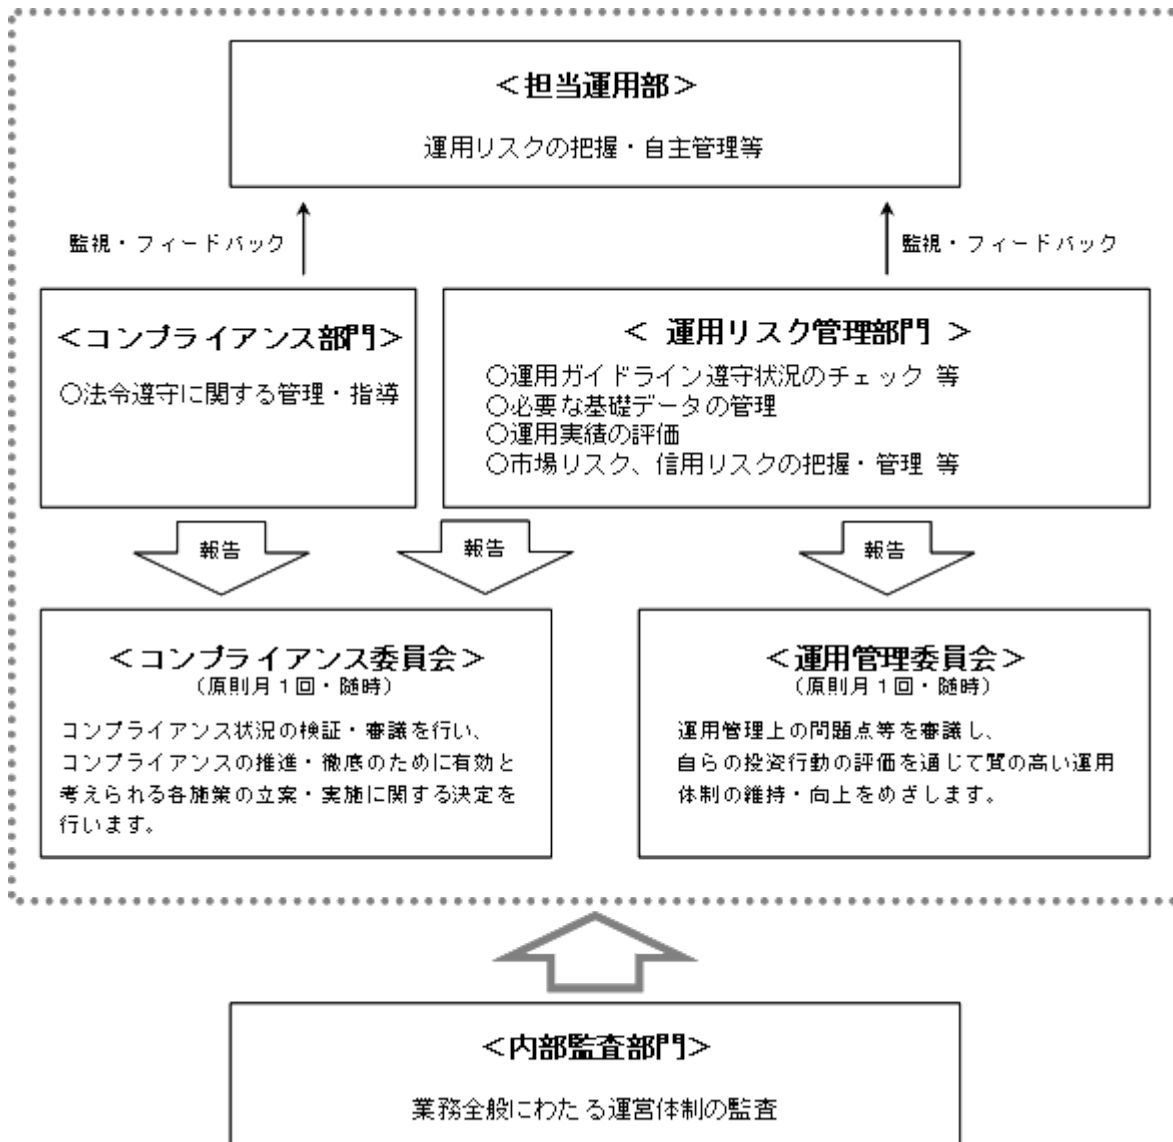 ＜担当運用部＞
運用リスクの把握・自主管理等
監視・フィードバック
監視・フィードバック
＜コンプライアンス部門＞
○法令遵守に関する管理・指導
＜ 運用リスク管理部門 ＞
○運用ガイドライン遵守状況のチェック 等
○必要な基礎データの管理
○運用実績の評価
○市場リスク、信用リスクの把握・管理 等
報告
報告
報告
＜コンプライアンス委員会＞
（原則月１回・随時）
コンプライアンス状況の検証・審議を行い、
コンプライアンスの推進・徹底のために有効と
考えられる各施策の立案・実施に関する決定を
行います。
＜運用管理委員会＞
（原則月１回・随時）
運用管理上の問題点等を審議し、
自らの投資行動の評価を通じて質の高い運用
体制の維持・向上をめざします。
＜内部監査部門＞
業務全般にわたる運営体制の監査